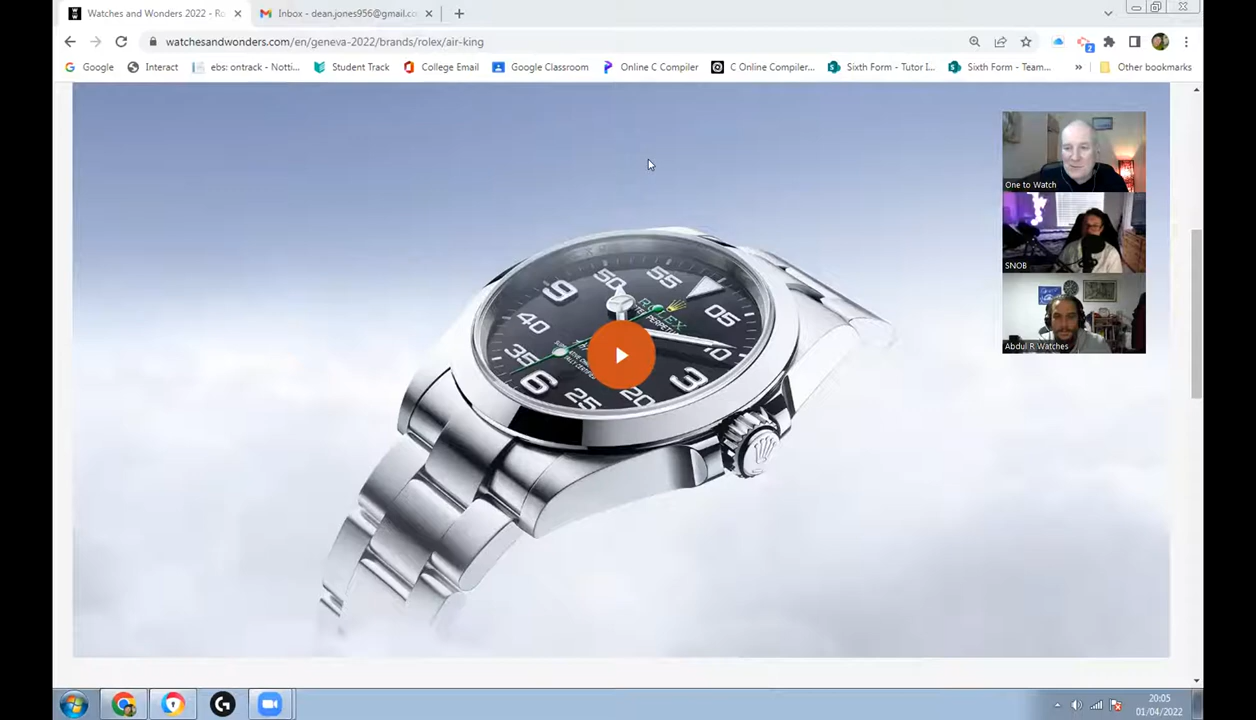 Watches and Wonders 2022 - Ro
Inbox - dean.jones956@gmail.co
watchesandwonders.com/en/geneva-2022/brands/rolex/air-king
2
Google
Interact
ebs: ontrack - Notti...
Student Track
College Email
Google Classroom
Online C Compiler
C Online Compiler...
Sixth Form - Tutor I...
Sixth Form - Team...
»
Other bookmarks
One to Watch
SNOB
Abdul R Watches
55
05
10
3
20
25
6
35
40
9
50
ROLEX
20:05
01/04/2022